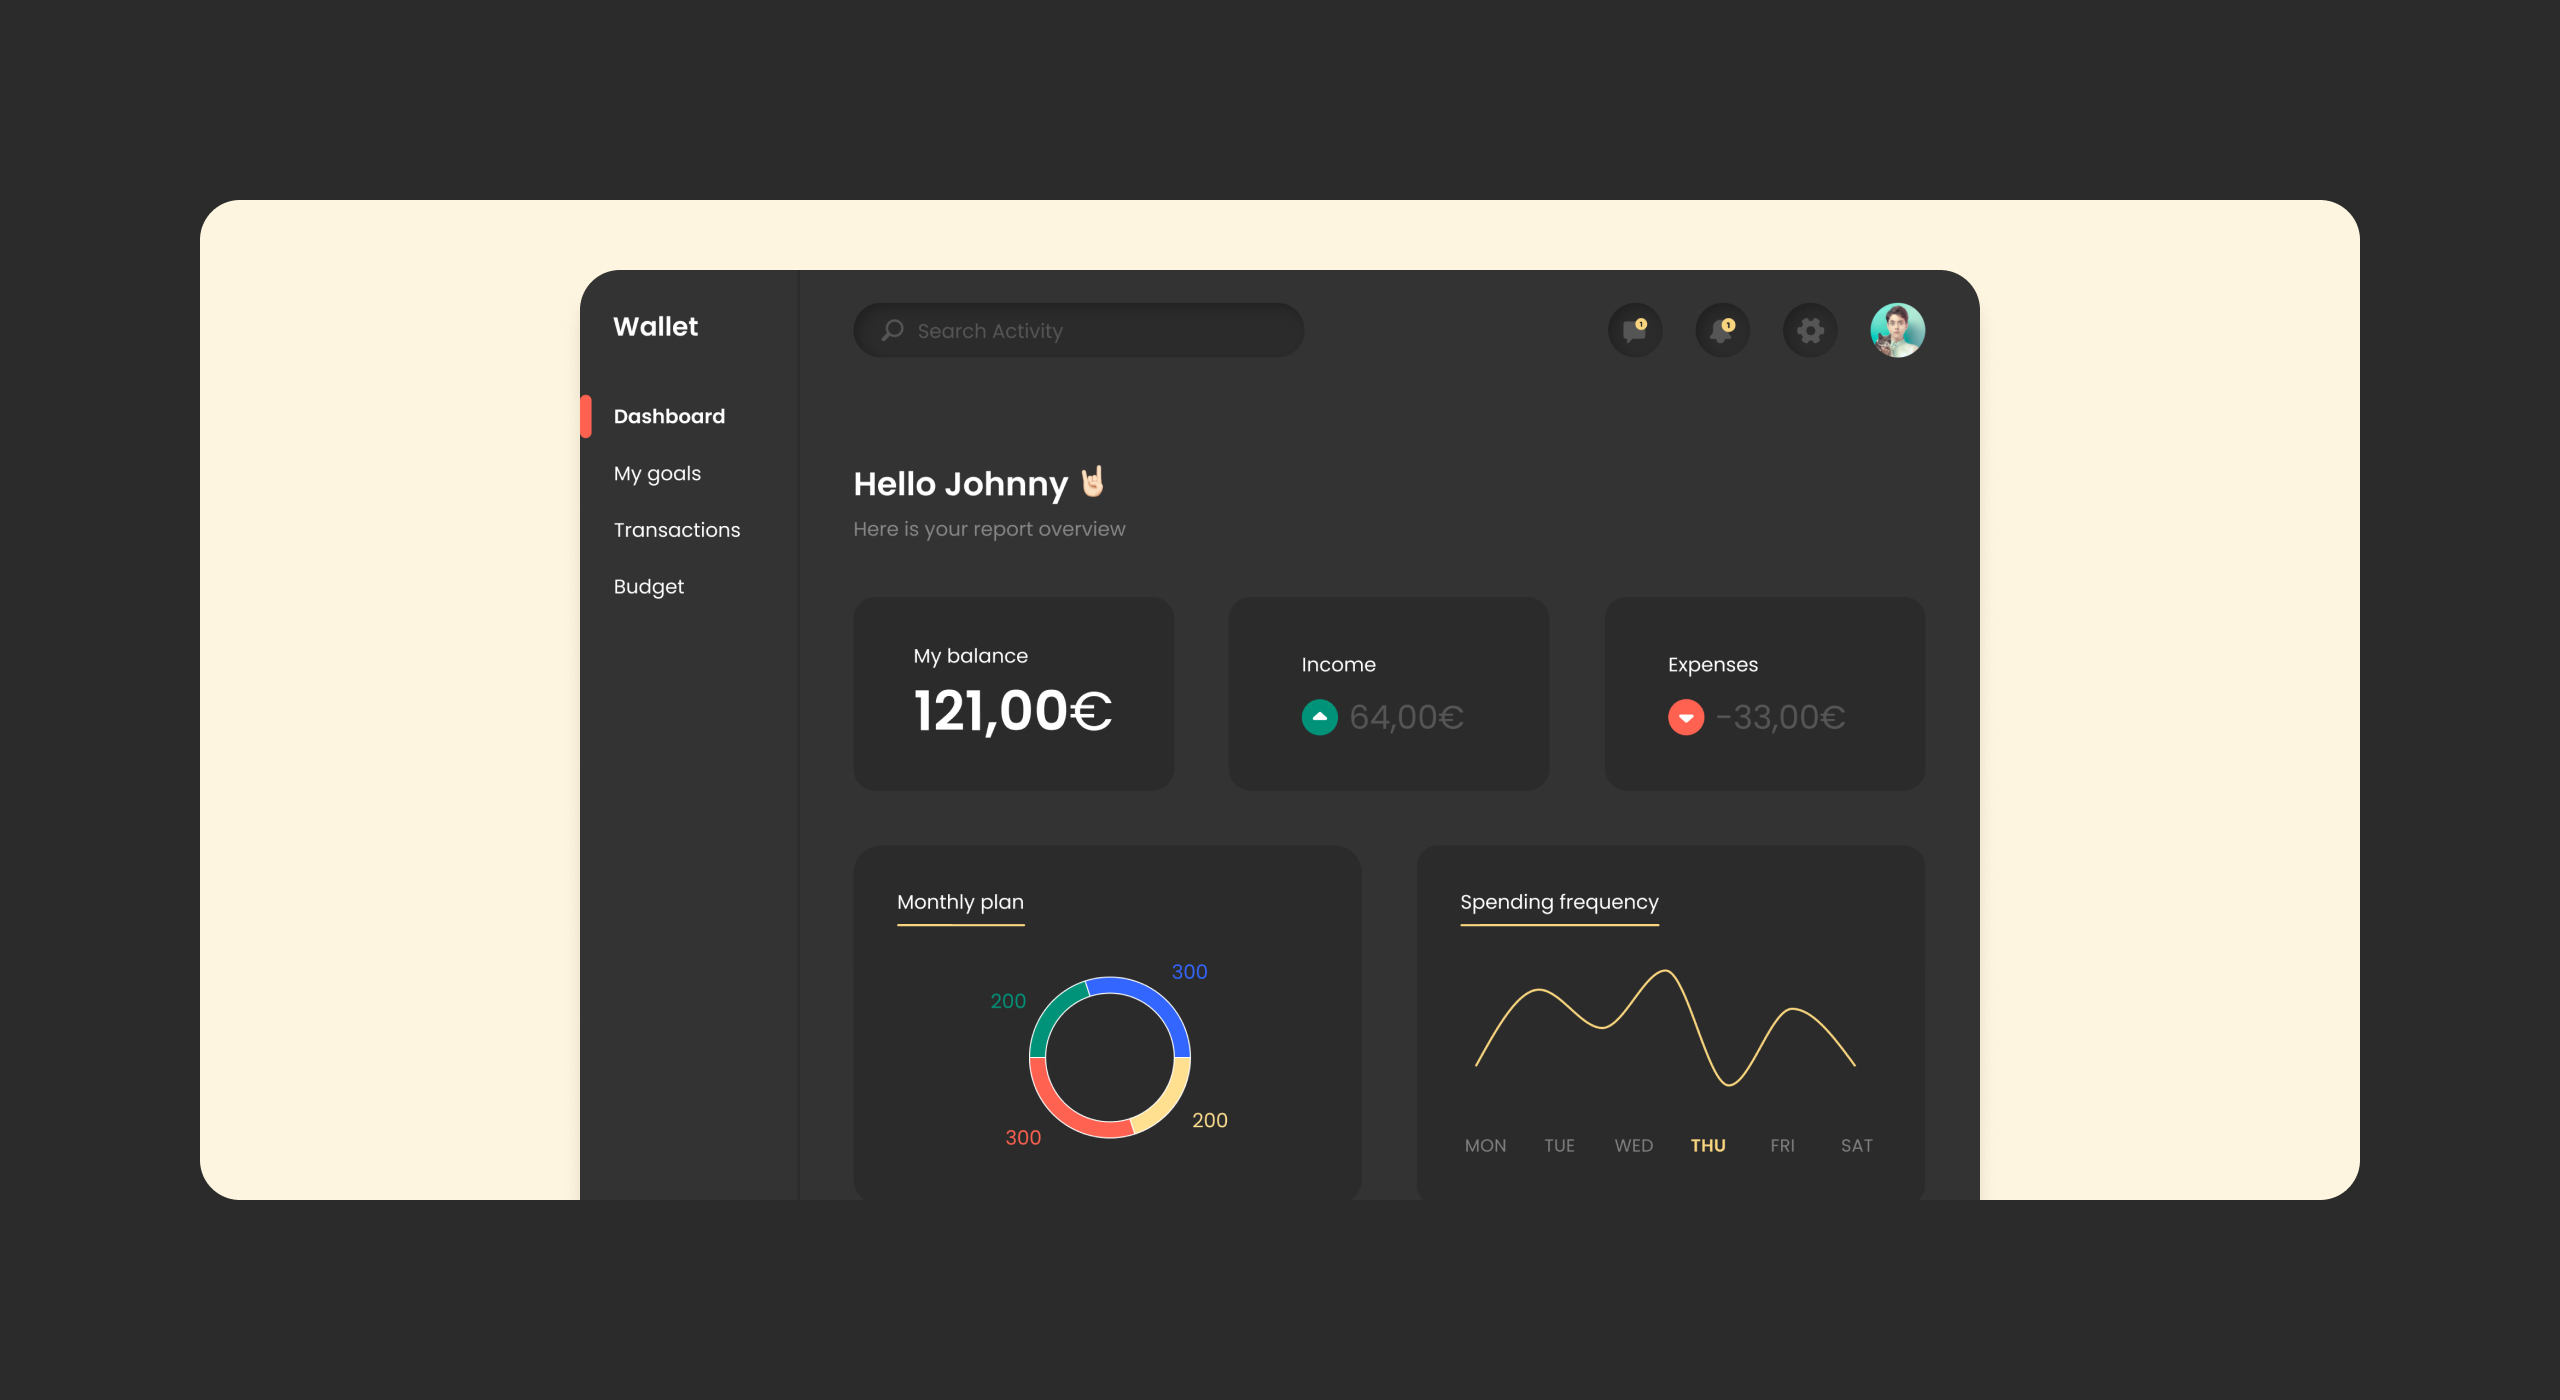 Wallet
Search Activity
1
1
Dashboard
My goals
Transactions
Budget
Hello Johnny 🤘🏻
Here is your report overview
My balance
121,00€
Income
64,00€
Expenses
-33,00€
Monthly plan
300
200
200
300
Spending frequency
MON TUE WED THU FRI SAT